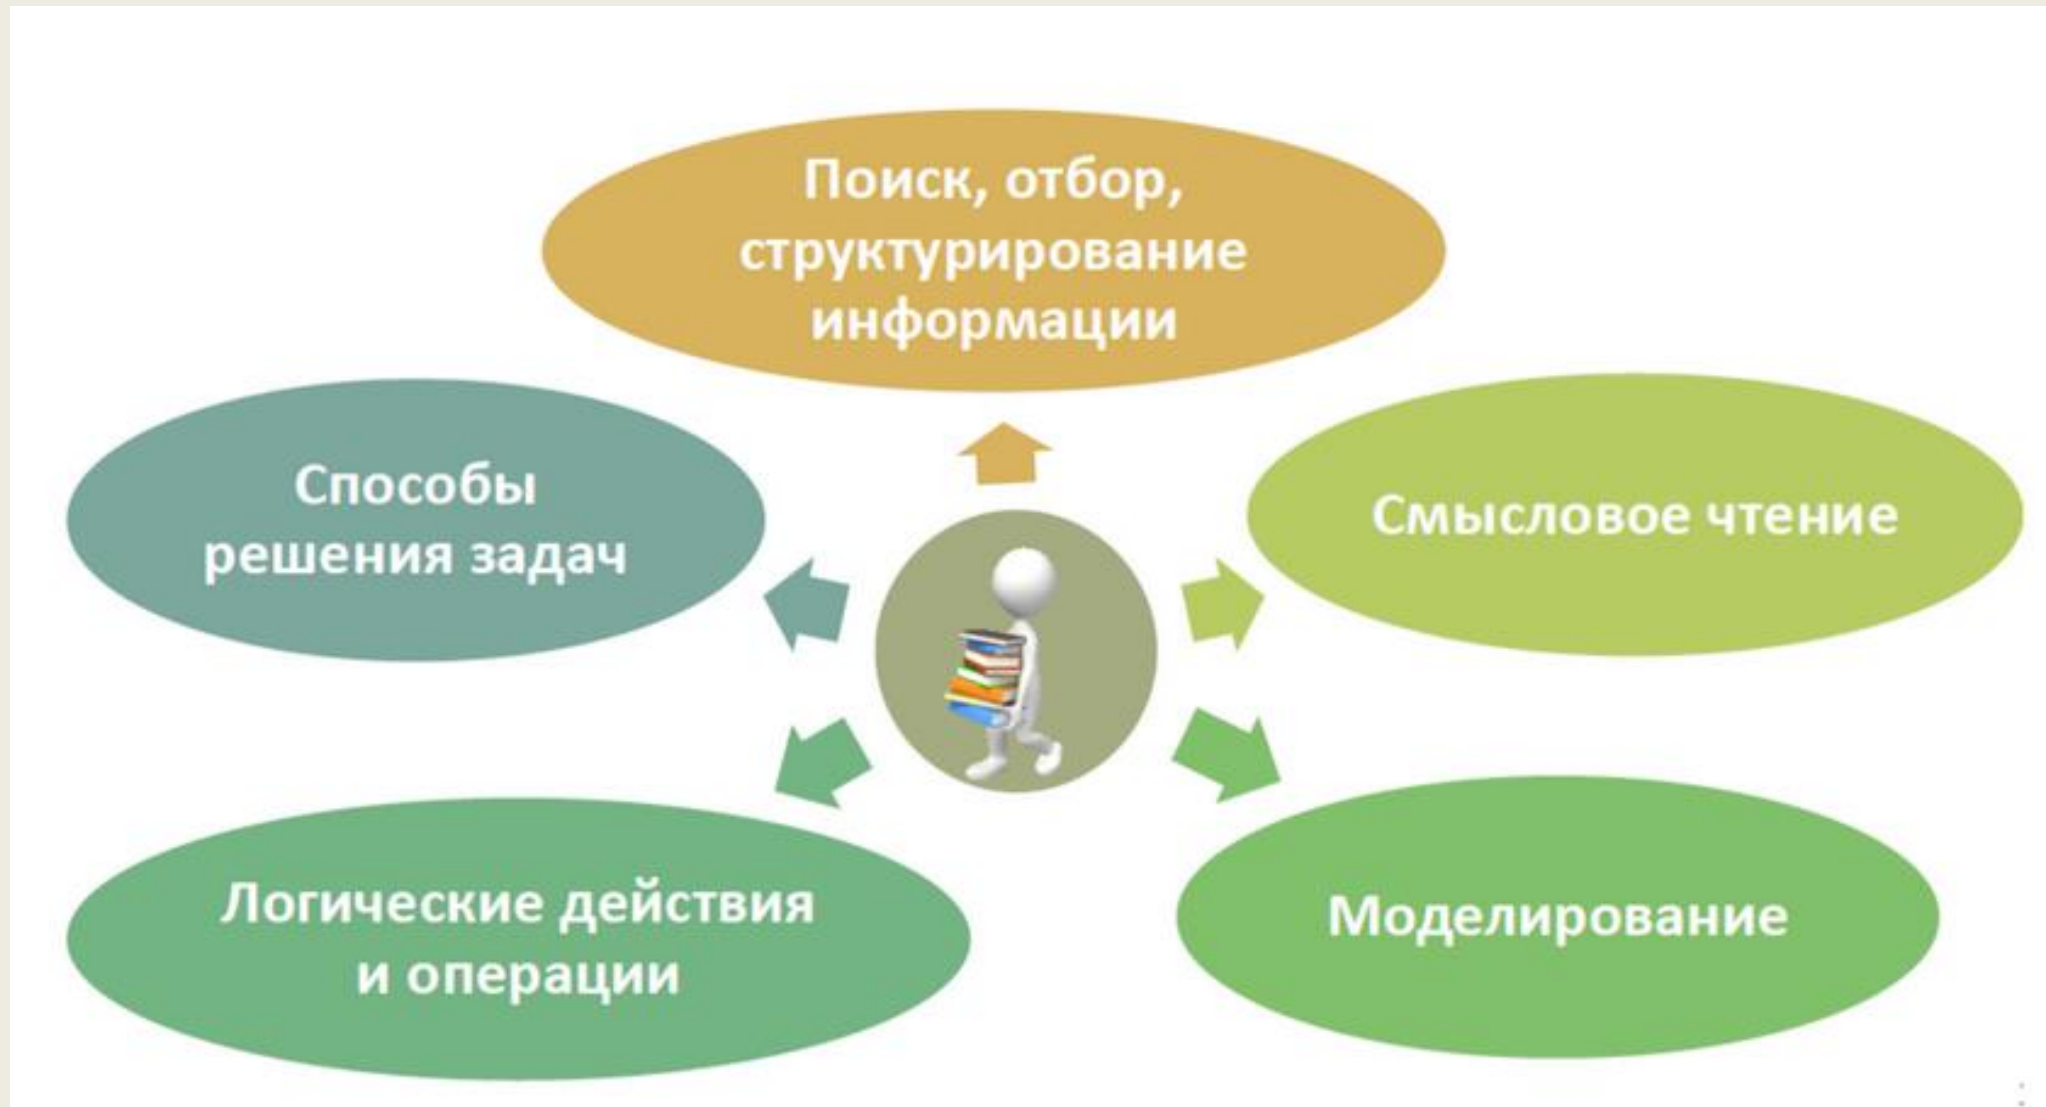 Поиск, отбор,
структурирование
информации
Способы
решения задач
Смысловое чтение
Логические действия
и операции
Моделирование